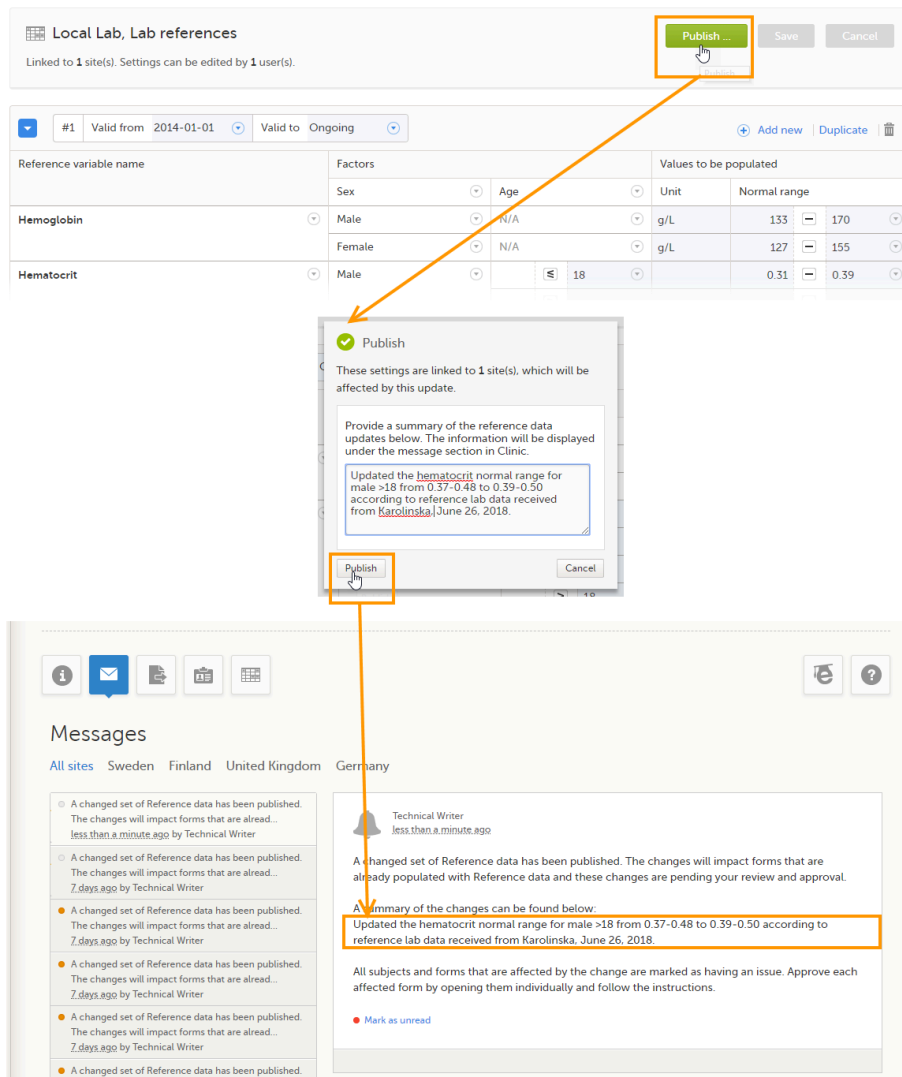 Local Lab, Lab references
Publish ...
Save
Cancel
Linked to 1 site(s). Settings can be edited by 1 user(s).
Publish...
#1 Valid from 2014-01-01 Valid to Ongoing
Add new Duplicate
Reference variable name Factors Values to be populated
Sex Age Unit Normal range
Hemoglobin Male N/A g/L 133 170
Female N/A g/L 127 155
Hematocrit Male ≤ 18 0.31 0.39
Publish
These settings are linked to 1 site(s), which will be
affected by this update.
Provide a summary of the reference data
updates below. The information will be displayed
under the message section in Clinic.
Updated the hematocrit normal range for
male >18 from 0.37-0.48 to 0.39-0.50
according to reference lab data received
from Karolinska, June 26, 2018.
Publish Cancel
> 18
Messages
All sites Sweden Finland United Kingdom Germany
A changed set of Reference data has been published.
The changes will impact forms that are alread...
less than a minute ago by Technical Writer
A changed set of Reference data has been published.
The changes will impact forms that are alread...
7 days ago by Technical Writer
A changed set of Reference data has been published.
The changes will impact forms that are alread...
7 days ago by Technical Writer
A changed set of Reference data has been published.
The changes will impact forms that are alread...
7 days ago by Technical Writer
A changed set of Reference data has been published.
The changes will impact forms that are alread...
7 days ago by Technical Writer
A changed set of Reference data has been published.
Technical Writer
less than a minute ago
A changed set of Reference data has been published. The changes will impact forms that are
already populated with Reference data and these changes are pending your review and approval.
A summary of the changes can be found below:
Updated the hematocrit normal range for male >18 from 0.37-0.48 to 0.39-0.50 according to
reference lab data received from Karolinska, June 26, 2018.
All subjects and forms that are affected by the change are marked as having an issue. Approve each
affected form by opening them individually and follow the instructions.
Mark as unread